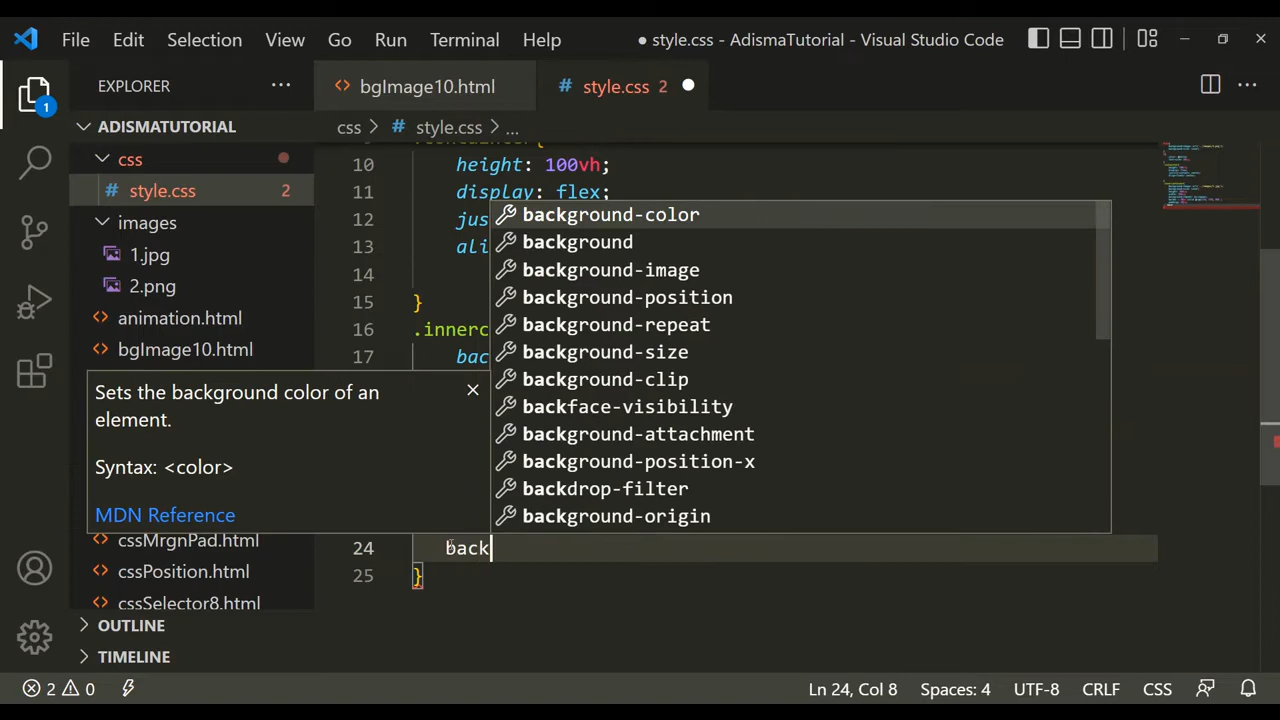 File Edit Selection View Go Run Terminal Help
● style.css - AdismaTutorial - Visual Studio Code
EXPLORER
bgImage10.html
style.css 2
1
ADISMATUTORIAL
css
style.css 2
images
1.jpg
2.png
animation.html
bgImage10.html
cssMrgnPad.html
cssPosition.html
cssSelector8.html
OUTLINE
TIMELINE
css > # style.css > ...
10 height: 100vh;
11 display: flex;
12 jus
13 ali
14
15 }
16 .innerc
17 bac
24 back
25 }
background-color
background
background-image
background-position
background-repeat
background-size
background-clip
backface-visibility
background-attachment
background-position-x
backdrop-filter
background-origin
Sets the background color of an
element.
Syntax: <color>
MDN Reference
2 0
Ln 24, Col 8 Spaces: 4 UTF-8 CRLF CSS